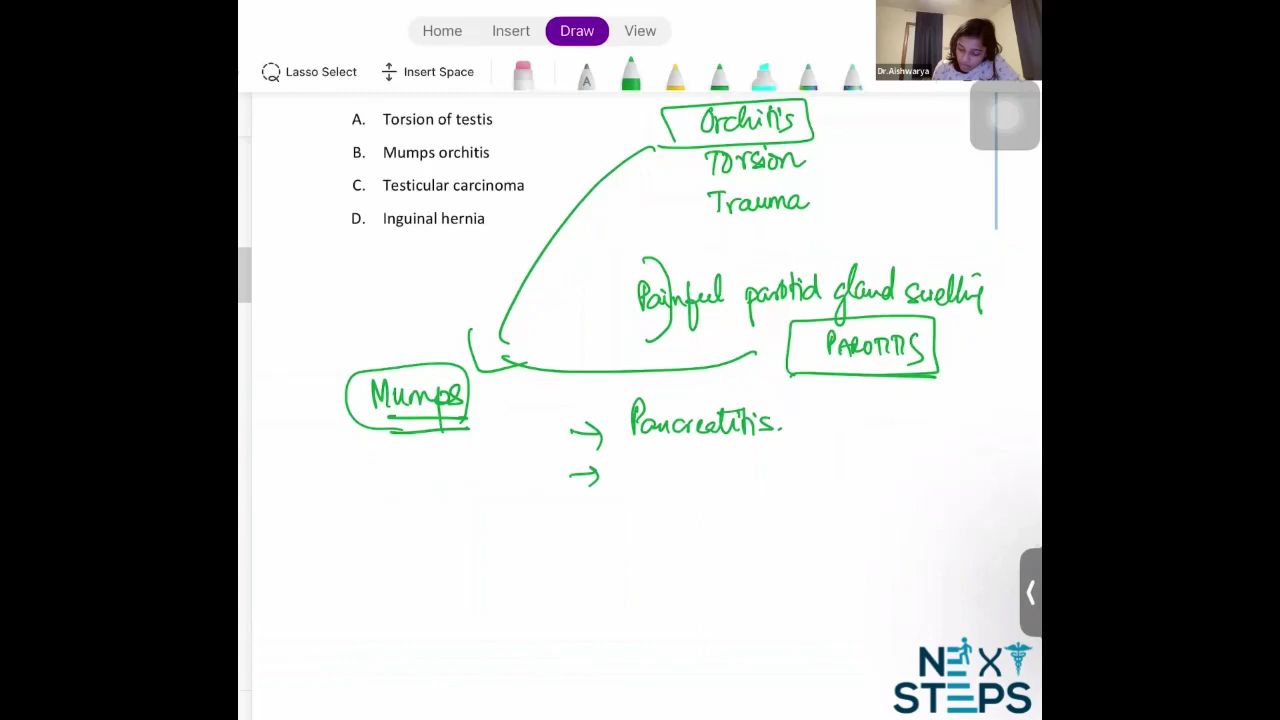 Home Insert Draw View
Dr.Aishwarya
Lasso Select Insert Space
A
A. Torsion of testis
B. Mumps orchitis
C. Testicular carcinoma
D. Inguinal hernia
Orchitis
Torsion
Trauma
Painful parotid gland swelling
PAROTITIS
Mumps
→ Pancreatitis.
→
NEXT
STEPS